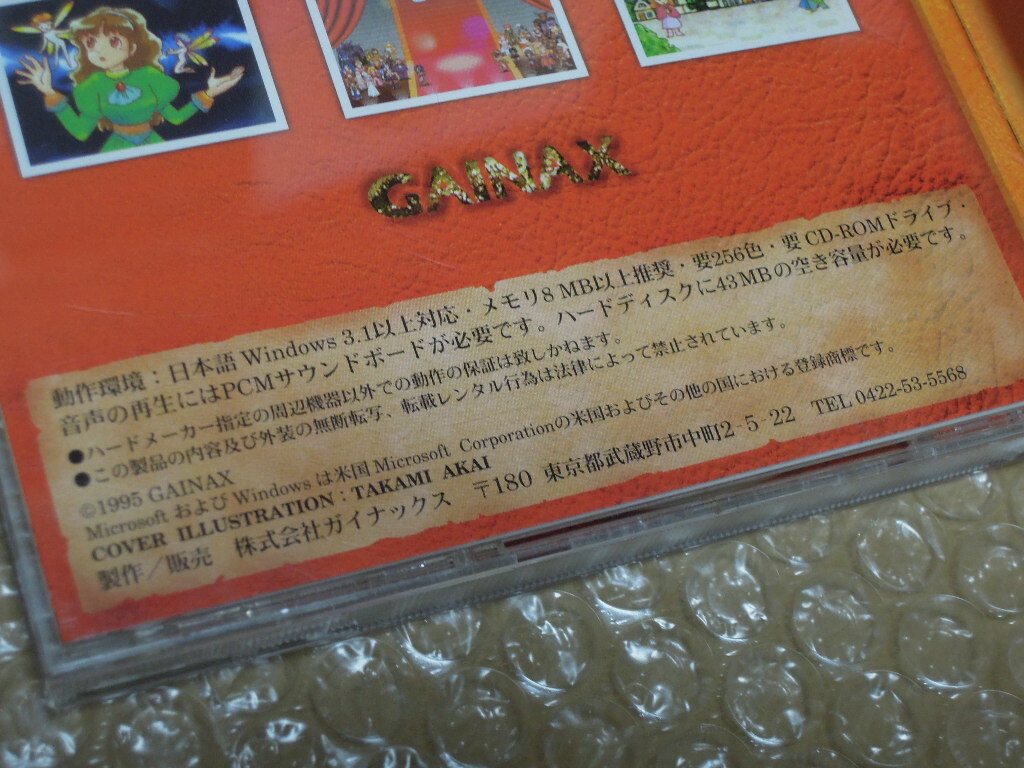 GAINAX
動作環境：日本語 Windows 3.1以上対応・メモリ8 MB以上推奨・要256色・要 CD-ROMドライブ・
音声の再生にはPCMサウンドボードが必要です。ハードディスクに43MBの空き容量が必要です。
●ハードメーカー指定の周辺機器以外での動作の保証は致しかねます。
●この製品の内容及び外装の無断転写、転載レンタル行為は法律によって禁止されています。
©1995 GAINAX
Microsoft および Windows は米国 Microsoft Corporationの米国およびその他の国における登録商標です。
COVER ILLUSTRATION : TAKAMI AKAI
製作／販売　株式会社ガイナックス　〒180 東京都武蔵野市中町2-5-22　TEL 0422-53-5568